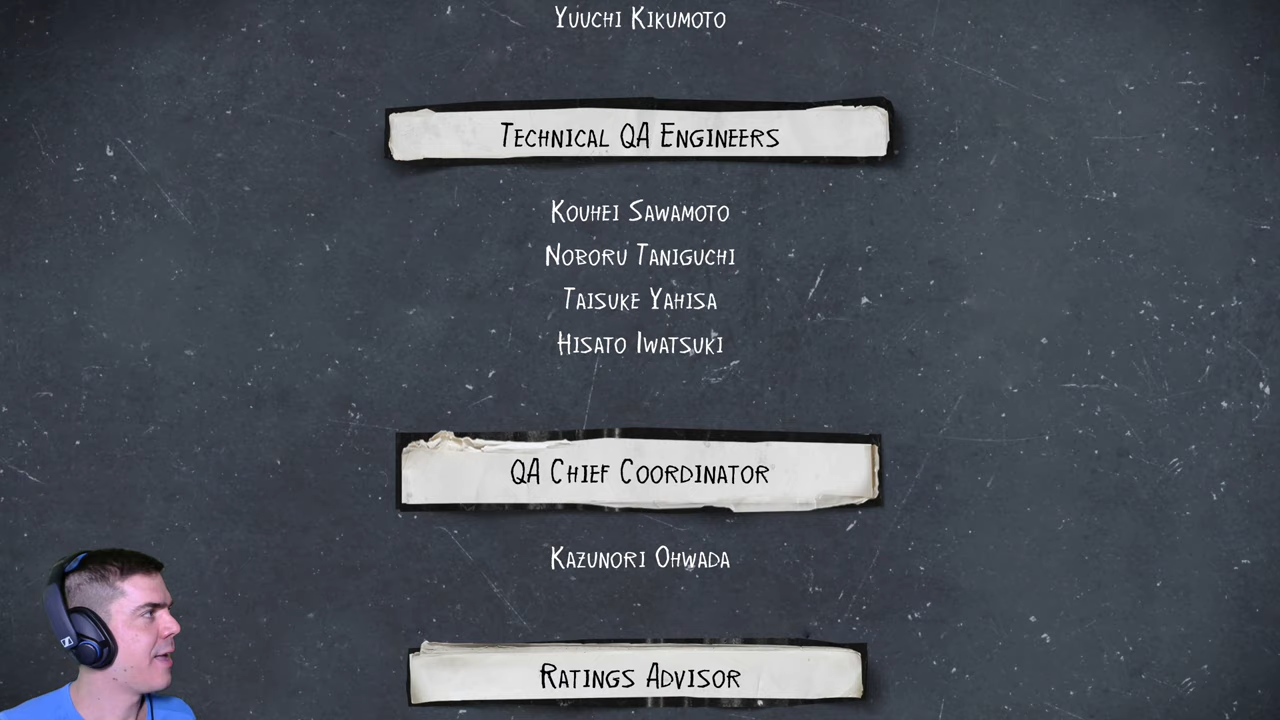 Yuuchi Kikumoto
Technical QA Engineers
Kouhei Sawamoto
Noboru Taniguchi
Taisuke Yahisa
Hisato Iwatsuki
QA Chief Coordinator
Kazunori Ohwada
Ratings Advisor